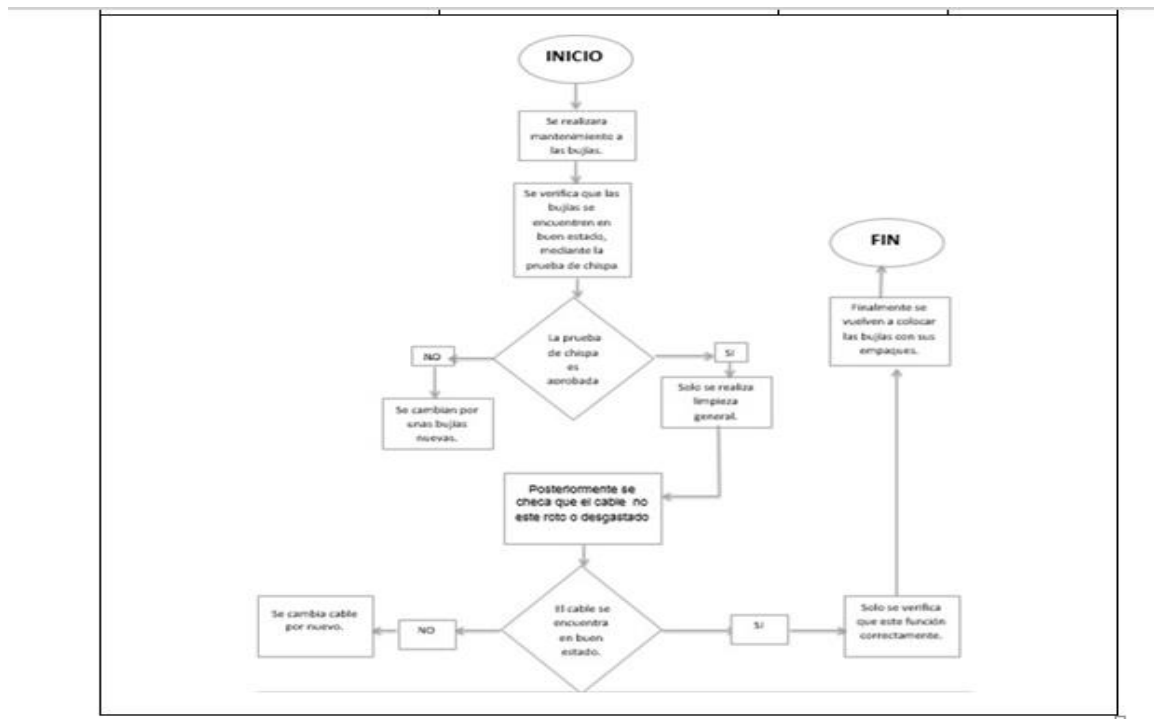 INICIO
Se realizara
mantenimiento a
las bujías.
Se verifica que las
bujías se
encuentren en
buen estado,
mediante la
prueba de chispa
La prueba
de chispa
es
aprobada
NO
Se cambian por
unas bujías
nuevas.
SI
Solo se realiza
limpieza
general.
Posteriormente se
checa que el cable no
este roto o desgastado
El cable se
encuentra
en buen
estado.
NO
Se cambia cable
por nuevo.
SI
Solo se verifica
que este función
correctamente.
Finalmente se
vuelven a colocar
las bujías con sus
empaques.
FIN